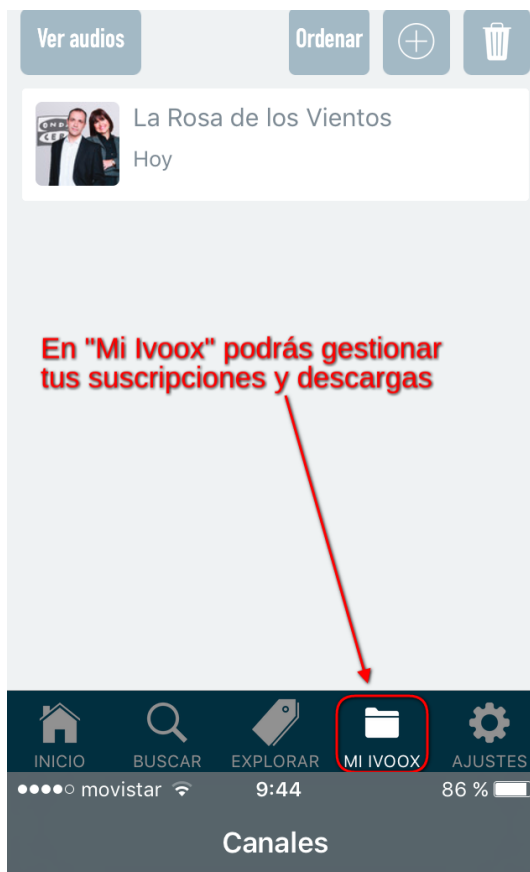 Ver audios
Ordenar
La Rosa de los Vientos
Hoy
En "Mi Ivoox" podrás gestionar
tus suscripciones y descargas
INICIO
BUSCAR
EXPLORAR
MI IVOOX
AJUSTES
movistar
9:44
86 %
Canales